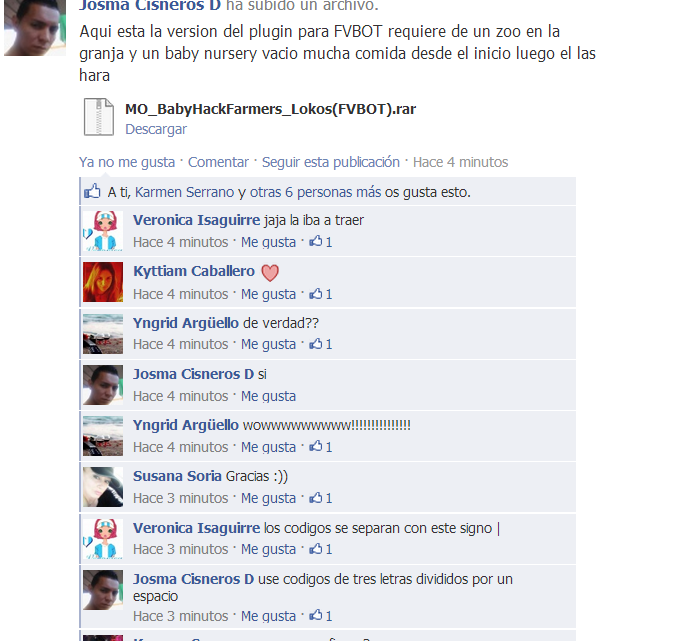 Josma Cisneros D ha subido un archivo.
Aqui esta la version del plugin para FVBOT requiere de un zoo en la
granja y un baby nursery vacio mucha comida desde el inicio luego el las
hara
MO_BabyHackFarmers_Lokos(FVBOT).rar
Descargar
Ya no me gusta · Comentar · Seguir esta publicación · Hace 4 minutos
A ti, Karmen Serrano y otras 6 personas más os gusta esto.
Veronica Isaguirre jaja la iba a traer
Hace 4 minutos · Me gusta · 1
Kyttiam Caballero
Hace 4 minutos · Me gusta · 1
Yngrid Argüello de verdad??
Hace 4 minutos · Me gusta · 1
Josma Cisneros D si
Hace 4 minutos · Me gusta
Yngrid Argüello wowwwwwwwwww!!!!!!!!!!!!!!!
Hace 4 minutos · Me gusta · 1
Susana Soria Gracias :))
Hace 3 minutos · Me gusta · 1
Veronica Isaguirre los codigos se separan con este signo |
Hace 3 minutos · Me gusta · 1
Josma Cisneros D use codigos de tres letras divididos por un
espacio
Hace 3 minutos · Me gusta · 1